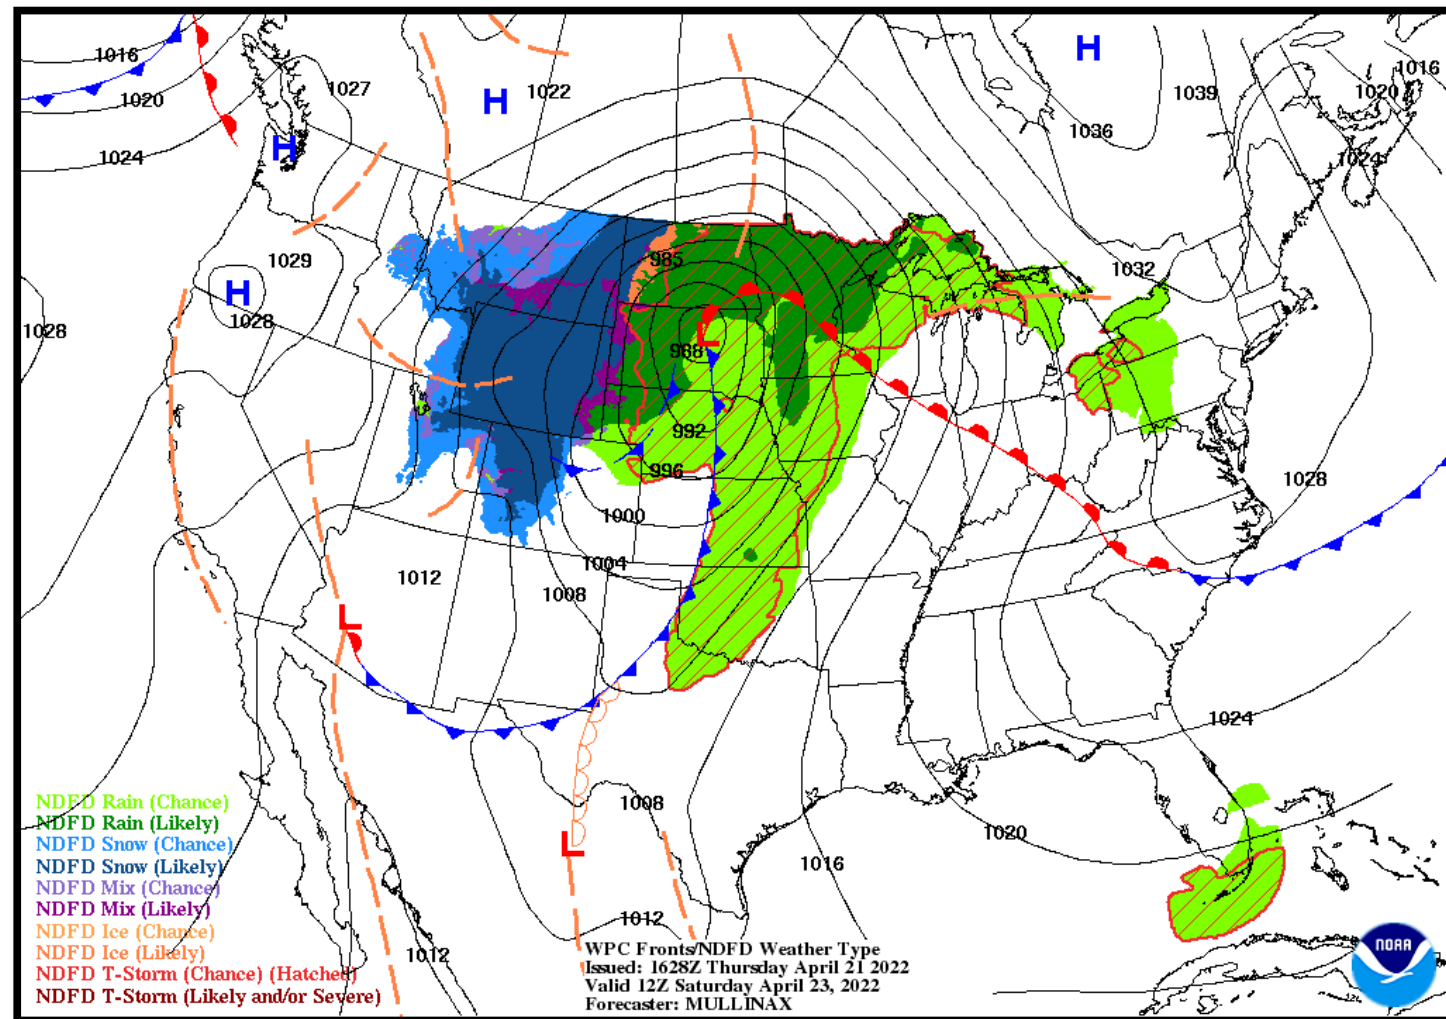 1016
1020
1024
1027
H
H
1022
H
1039
1036
1016
1020
1024
1029
H
1028
1028
985
L
988
992
996
1000
1004
1008
1012
1032
1028
L
1024
1008
L
1020
1016
1012
1012
NDFD Rain (Chance)
NDFD Rain (Likely)
NDFD Snow (Chance)
NDFD Snow (Likely)
NDFD Mix (Chance)
NDFD Mix (Likely)
NDFD Ice (Chance)
NDFD Ice (Likely)
NDFD T-Storm (Chance) (Hatched)
NDFD T-Storm (Likely and/or Severe)
WPC Fronts/NDFD Weather Type
Issued: 1628Z Thursday April 21 2022
Valid 12Z Saturday April 23, 2022
Forecaster: MULLINAX
NOAA